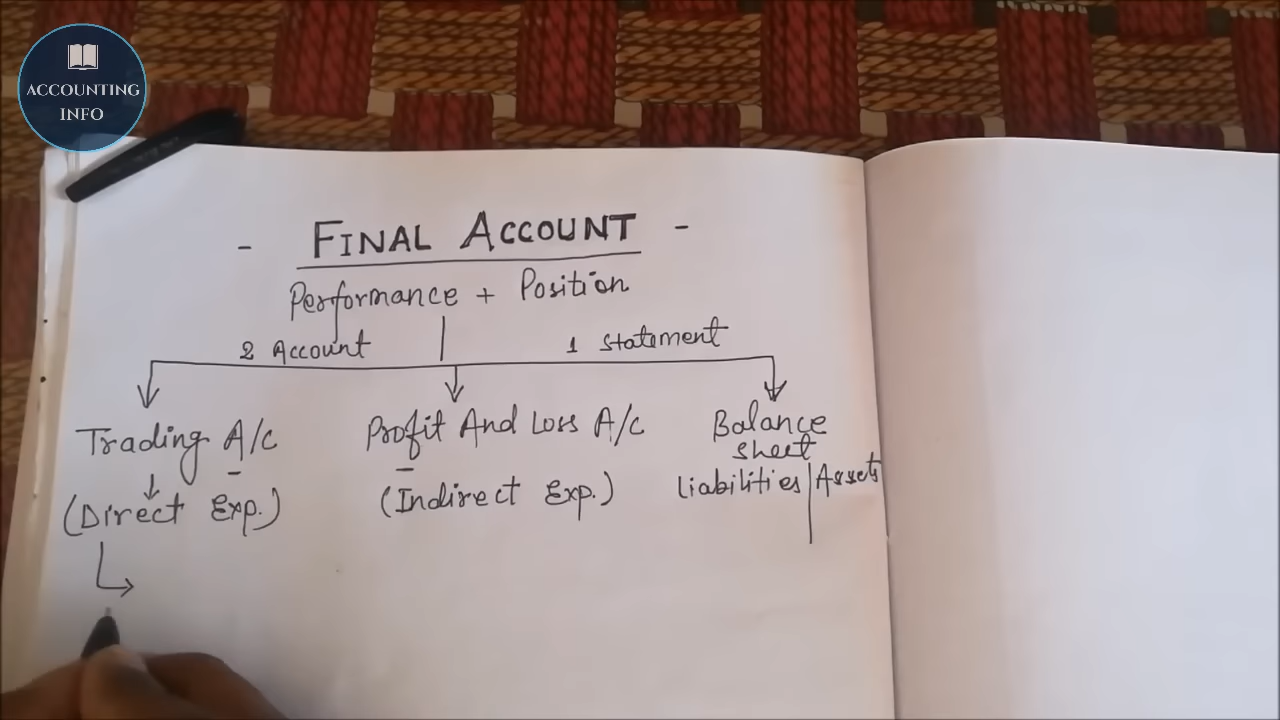 ACCOUNTING
INFO
- FINAL ACCOUNT -
Performance + Position
2 Account
1 Statement
Trading A/c
Profit And Loss A/c
Balance
sheet
(Direct Exp.)
(Indirect Exp.)
Liabilities | Assets